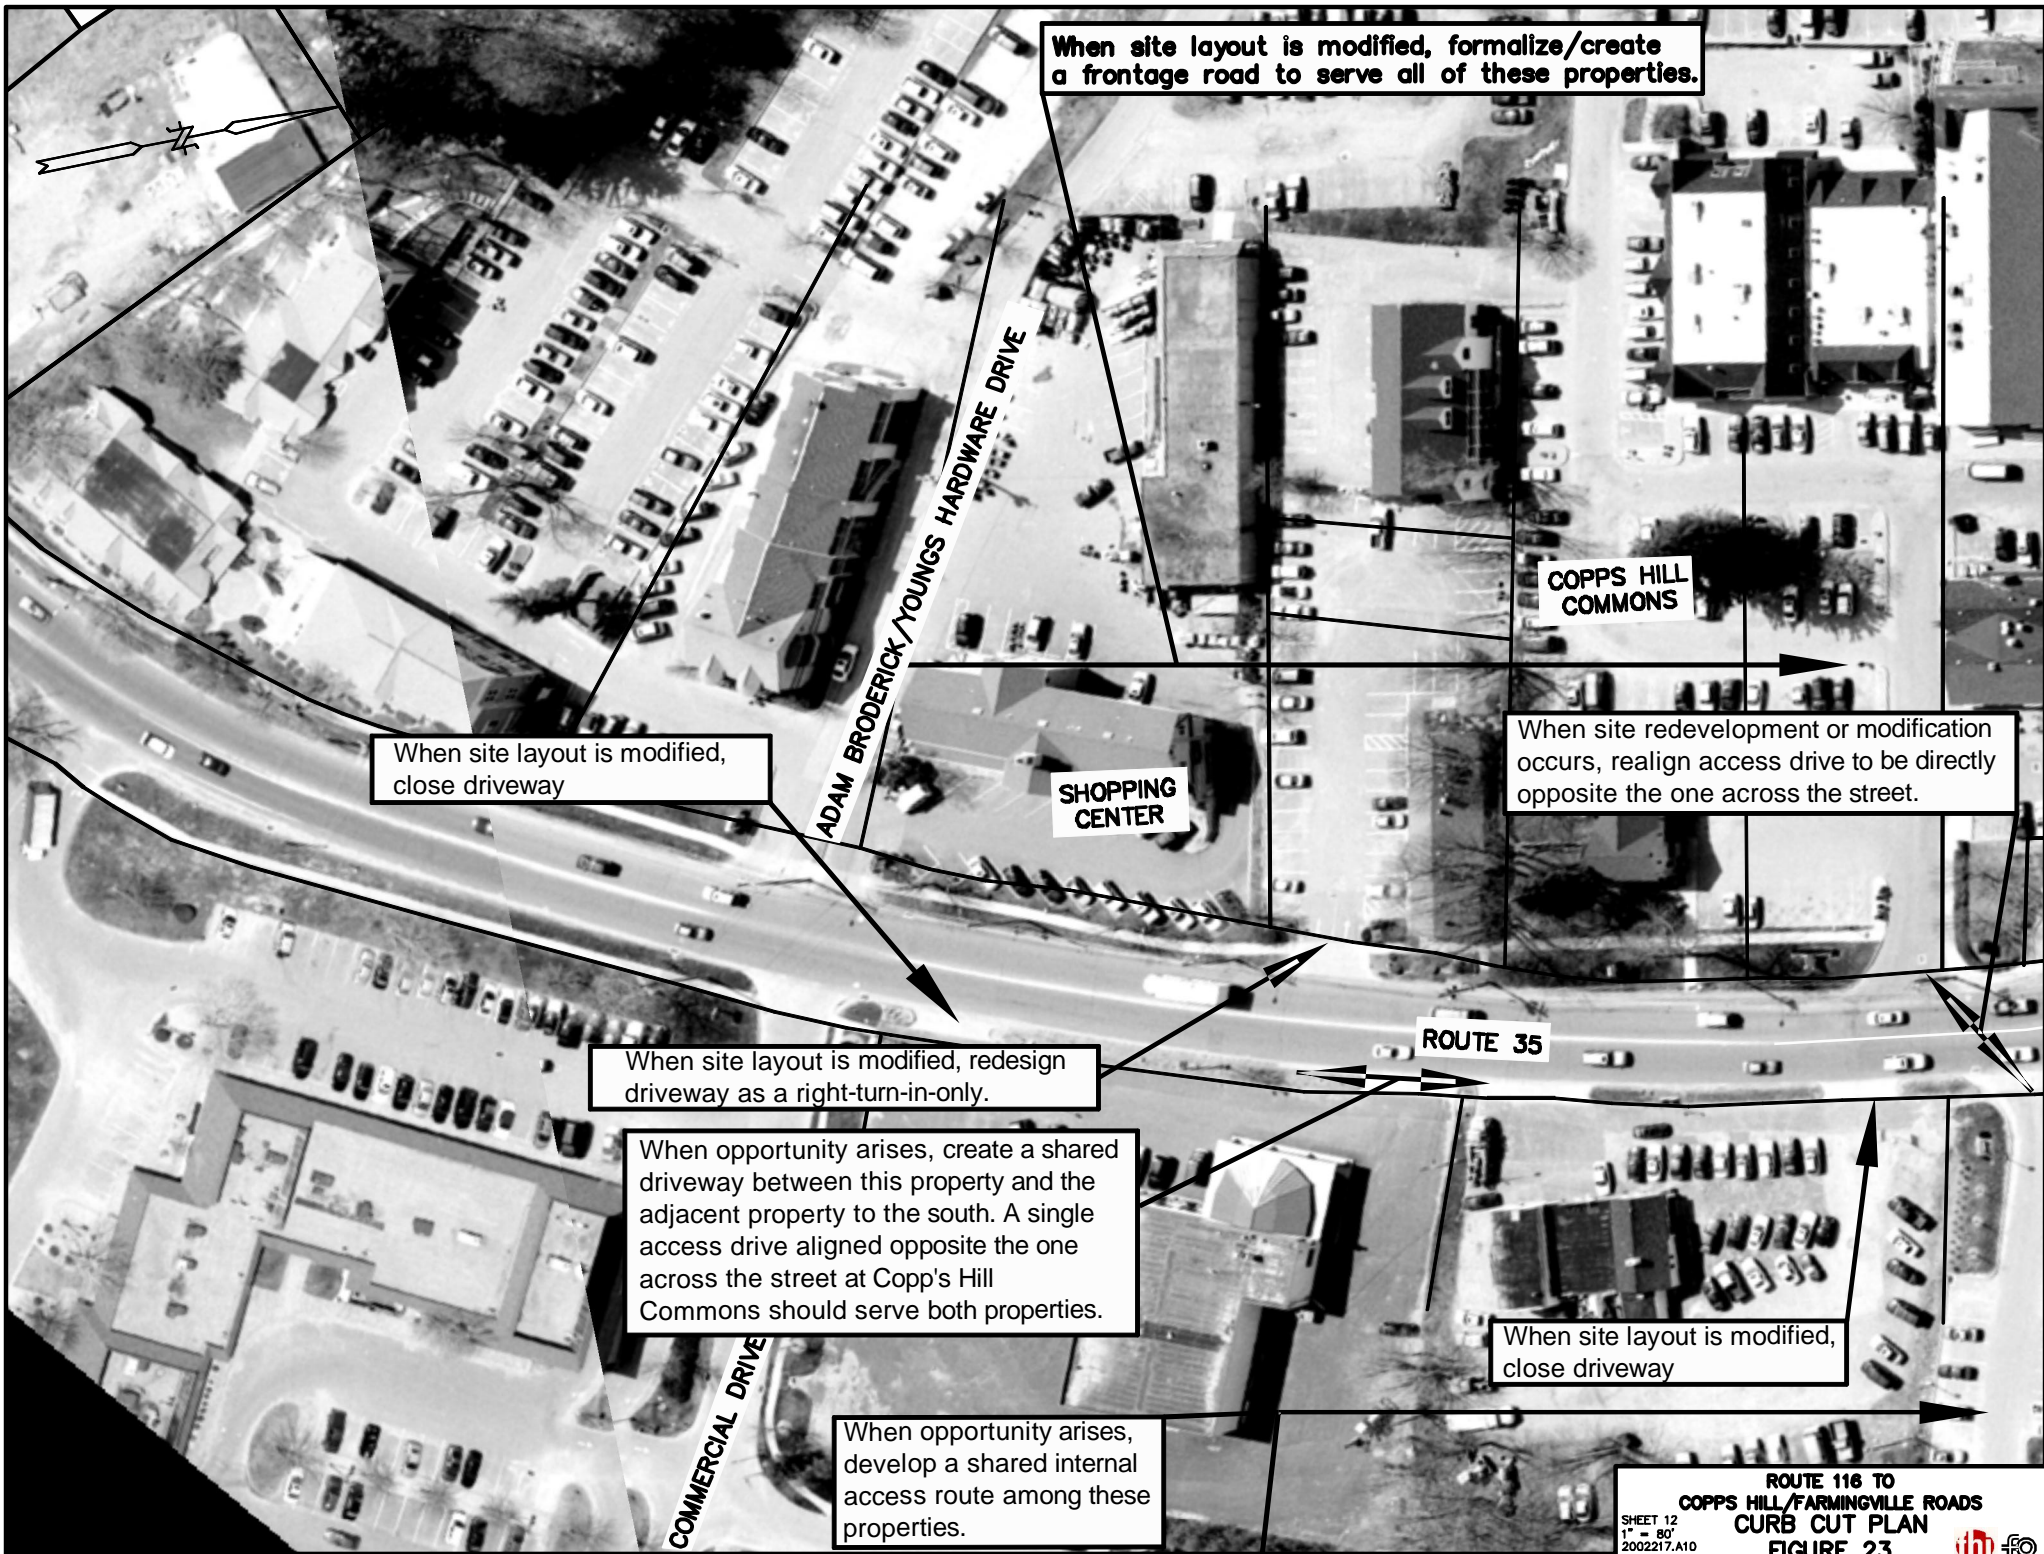 When site layout is modified, formalize/create
a frontage road to serve all of these properties.
N
ADAM BRODERICK/YOUNGS HARDWARE DRIVE
COPPS HILL
COMMONS
When site layout is modified,
close driveway
SHOPPING
CENTER
When site redevelopment or modification
occurs, realign access drive to be directly
opposite the one across the street.
ROUTE 35
When site layout is modified, redesign
driveway as a right-turn-in-only.
When opportunity arises, create a shared
driveway between this property and the
adjacent property to the south. A single
access drive aligned opposite the one
across the street at Copp's Hill
Commons should serve both properties.
When site layout is modified,
close driveway
COMMERCIAL DRIVE
When opportunity arises,
develop a shared internal
access route among these
properties.
ROUTE 116 TO
COPPS HILL/FARMINGVILLE ROADS
CURB CUT PLAN
FIGURE 23
SHEET 12
1" = 80'
2002217.A10